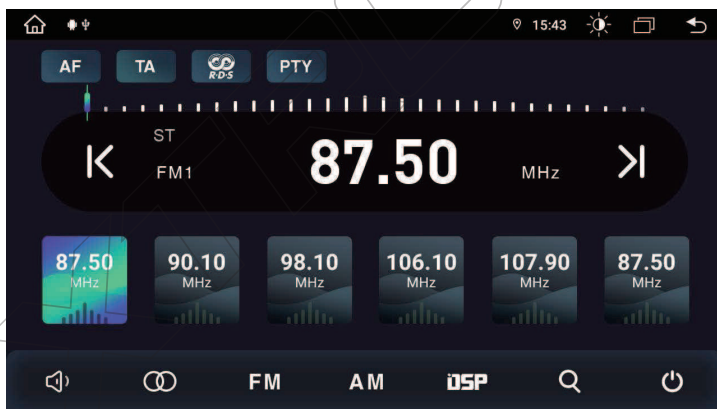 15:43
AF TA R·D·S PTY
ST
FM1 87.50 MHz
87.50 90.10 98.10 106.10 107.90 87.50
MHz MHz MHz MHz MHz MHz
FM AM DSP